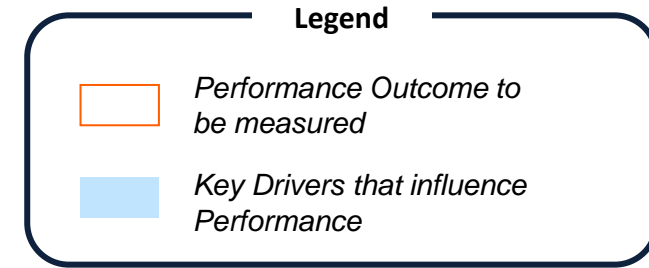 Legend
Performance Outcome to
be measured
Key Drivers that influence
Performance